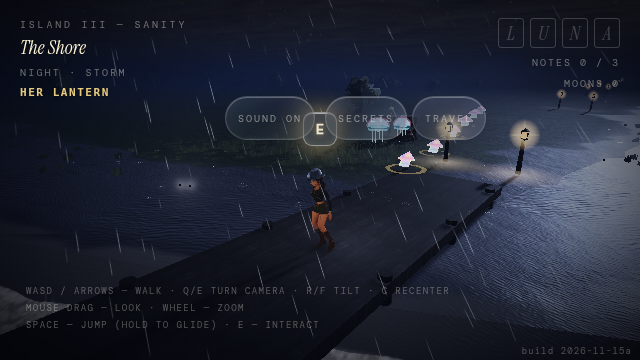 ISLAND III — SANITY
The Shore
NIGHT · STORM
HER LANTERN
L U N A
NOTES 0 / 3
MOONS 0
SOUND ON
E
SECRETS
TRAVEL
WASD / ARROWS — WALK · Q/E TURN CAMERA · R/F TILT · C RECENTER
MOUSE DRAG — LOOK · WHEEL — ZOOM
SPACE — JUMP (HOLD TO GLIDE) · E — INTERACT
build 2026-11-15a